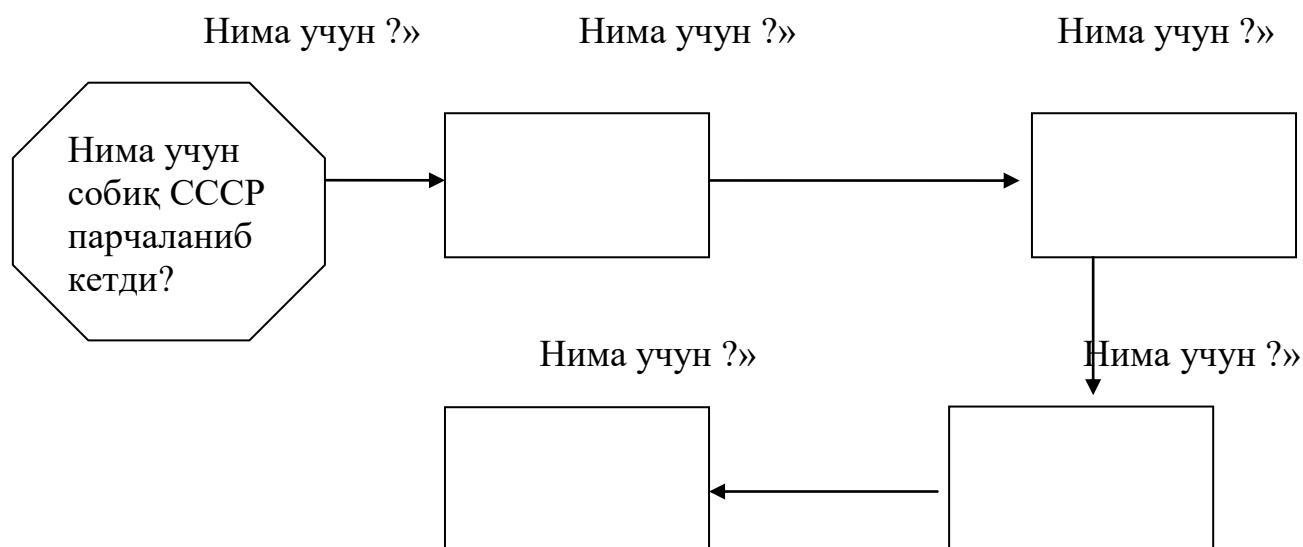 Нима учун ?» Нима учун ?» Нима учун ?»
Нима учун
собиқ СССР
парчаланиб
кетди?
Нима учун ?» Нима учун ?»